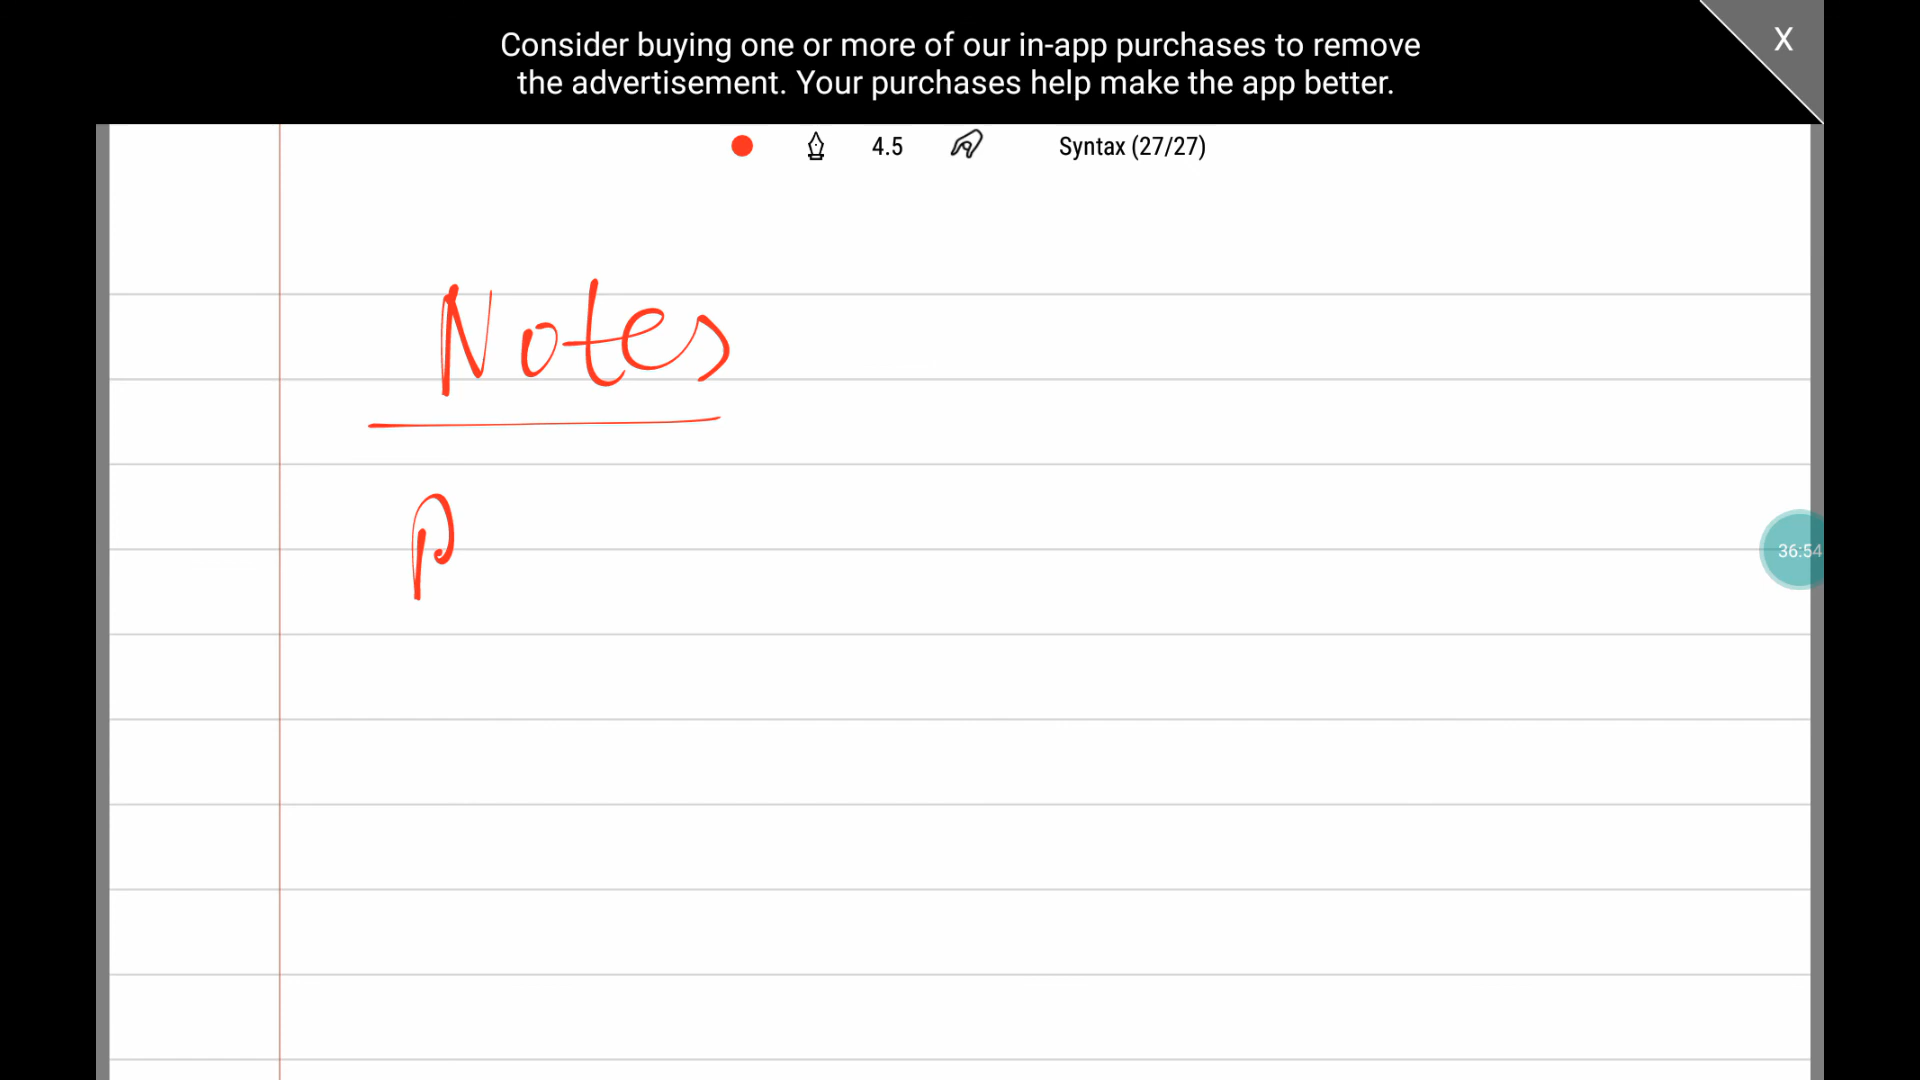 Consider buying one or more of our in-app purchases to remove
the advertisement. Your purchases help make the app better.
X
4.5 Syntax (27/27)
Notes
P
36:54